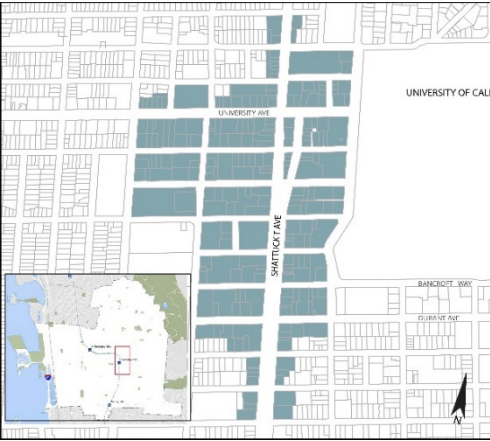 UNIVERSITY OF CALI
UNIVERSITY AVE
SHATTUCK AVE
BANCROFT WAY
DURANT AVE
N